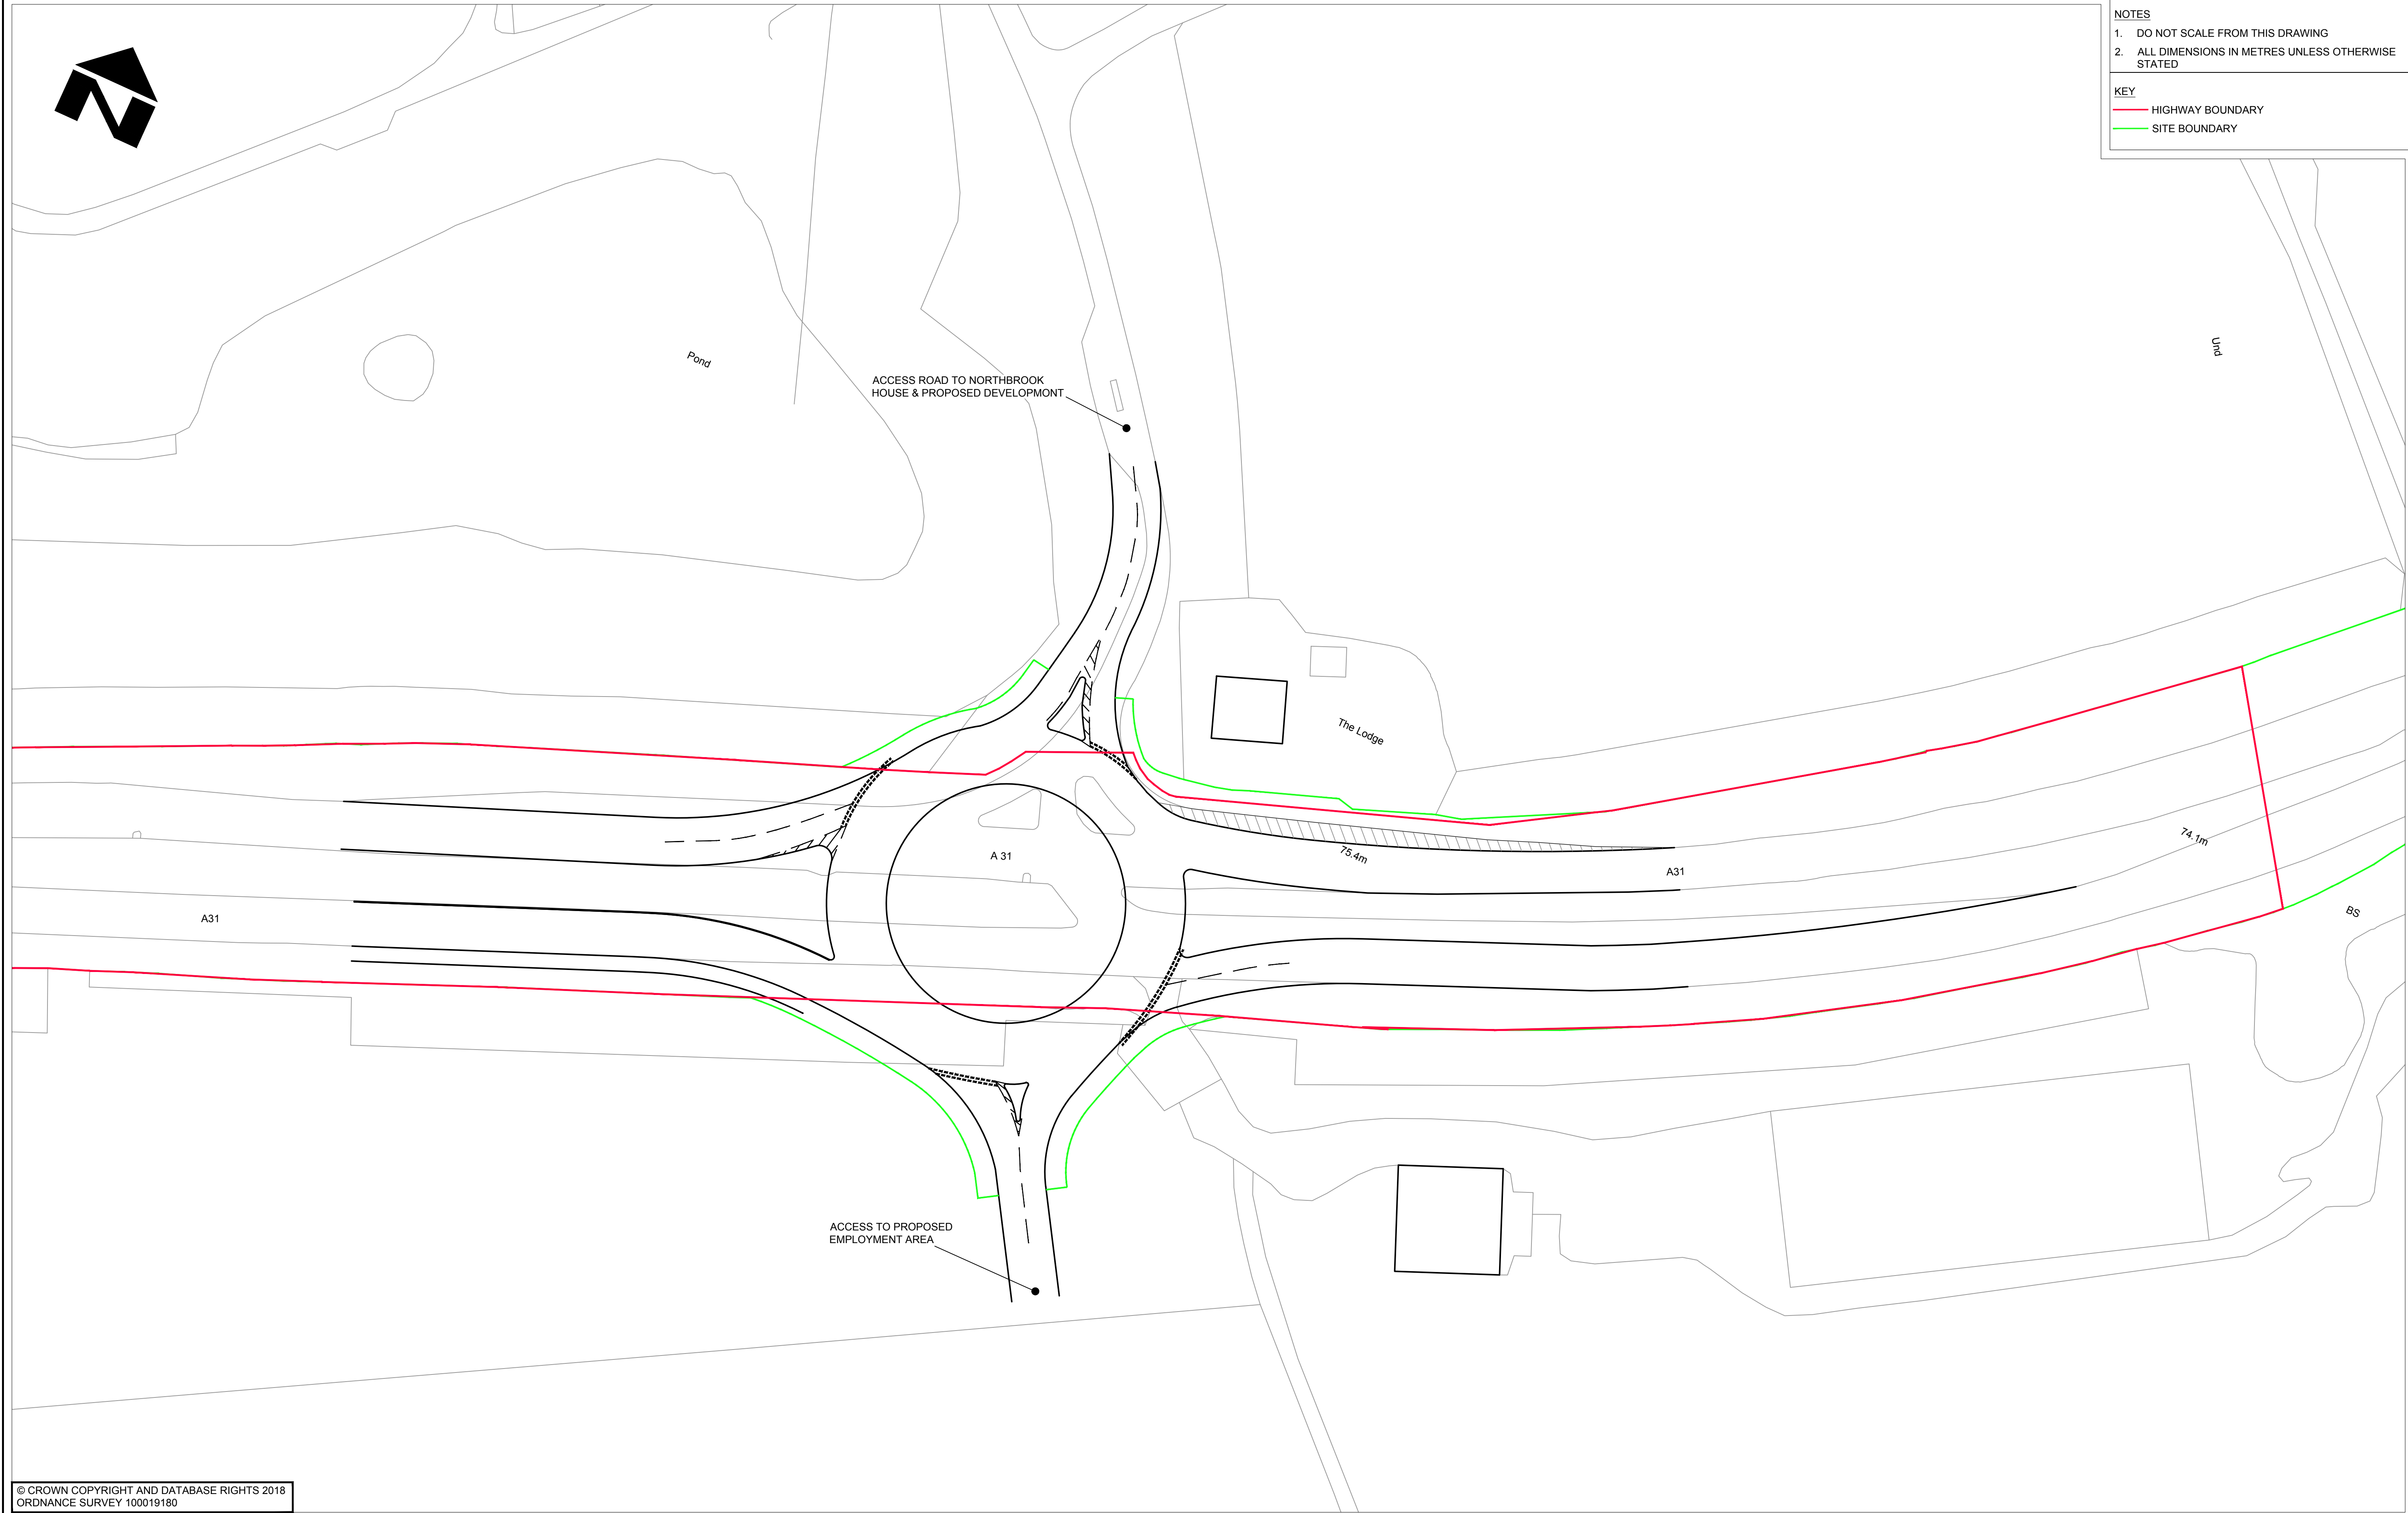 NOTES
1. DO NOT SCALE FROM THIS DRAWING
2. ALL DIMENSIONS IN METRES UNLESS OTHERWISE
STATED
KEY
HIGHWAY BOUNDARY
SITE BOUNDARY
Pond
Und
ACCESS ROAD TO NORTHBROOK
HOUSE & PROPOSED DEVELOPMONT
The Lodge
A 31
75.4m
A31
74.1m
A31
BS
ACCESS TO PROPOSED
EMPLOYMENT AREA
© CROWN COPYRIGHT AND DATABASE RIGHTS 2018
ORDNANCE SURVEY 100019180